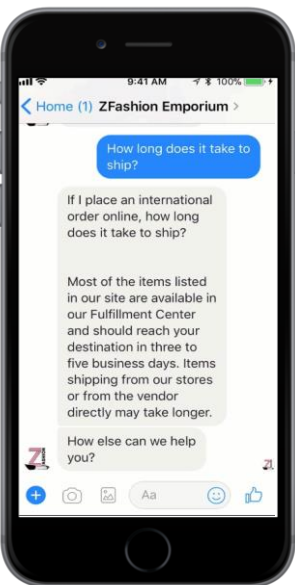 9:41 AM
100%
Home (1) ZFashion Emporium
How long does it take to
ship?
If I place an international
order online, how long
does it take to ship?
Most of the items listed
in our site are available in
our Fulfillment Center
and should reach your
destination in three to
five business days. Items
shipping from our stores
or from the vendor
directly may take longer.
How else can we help
you?
Aa